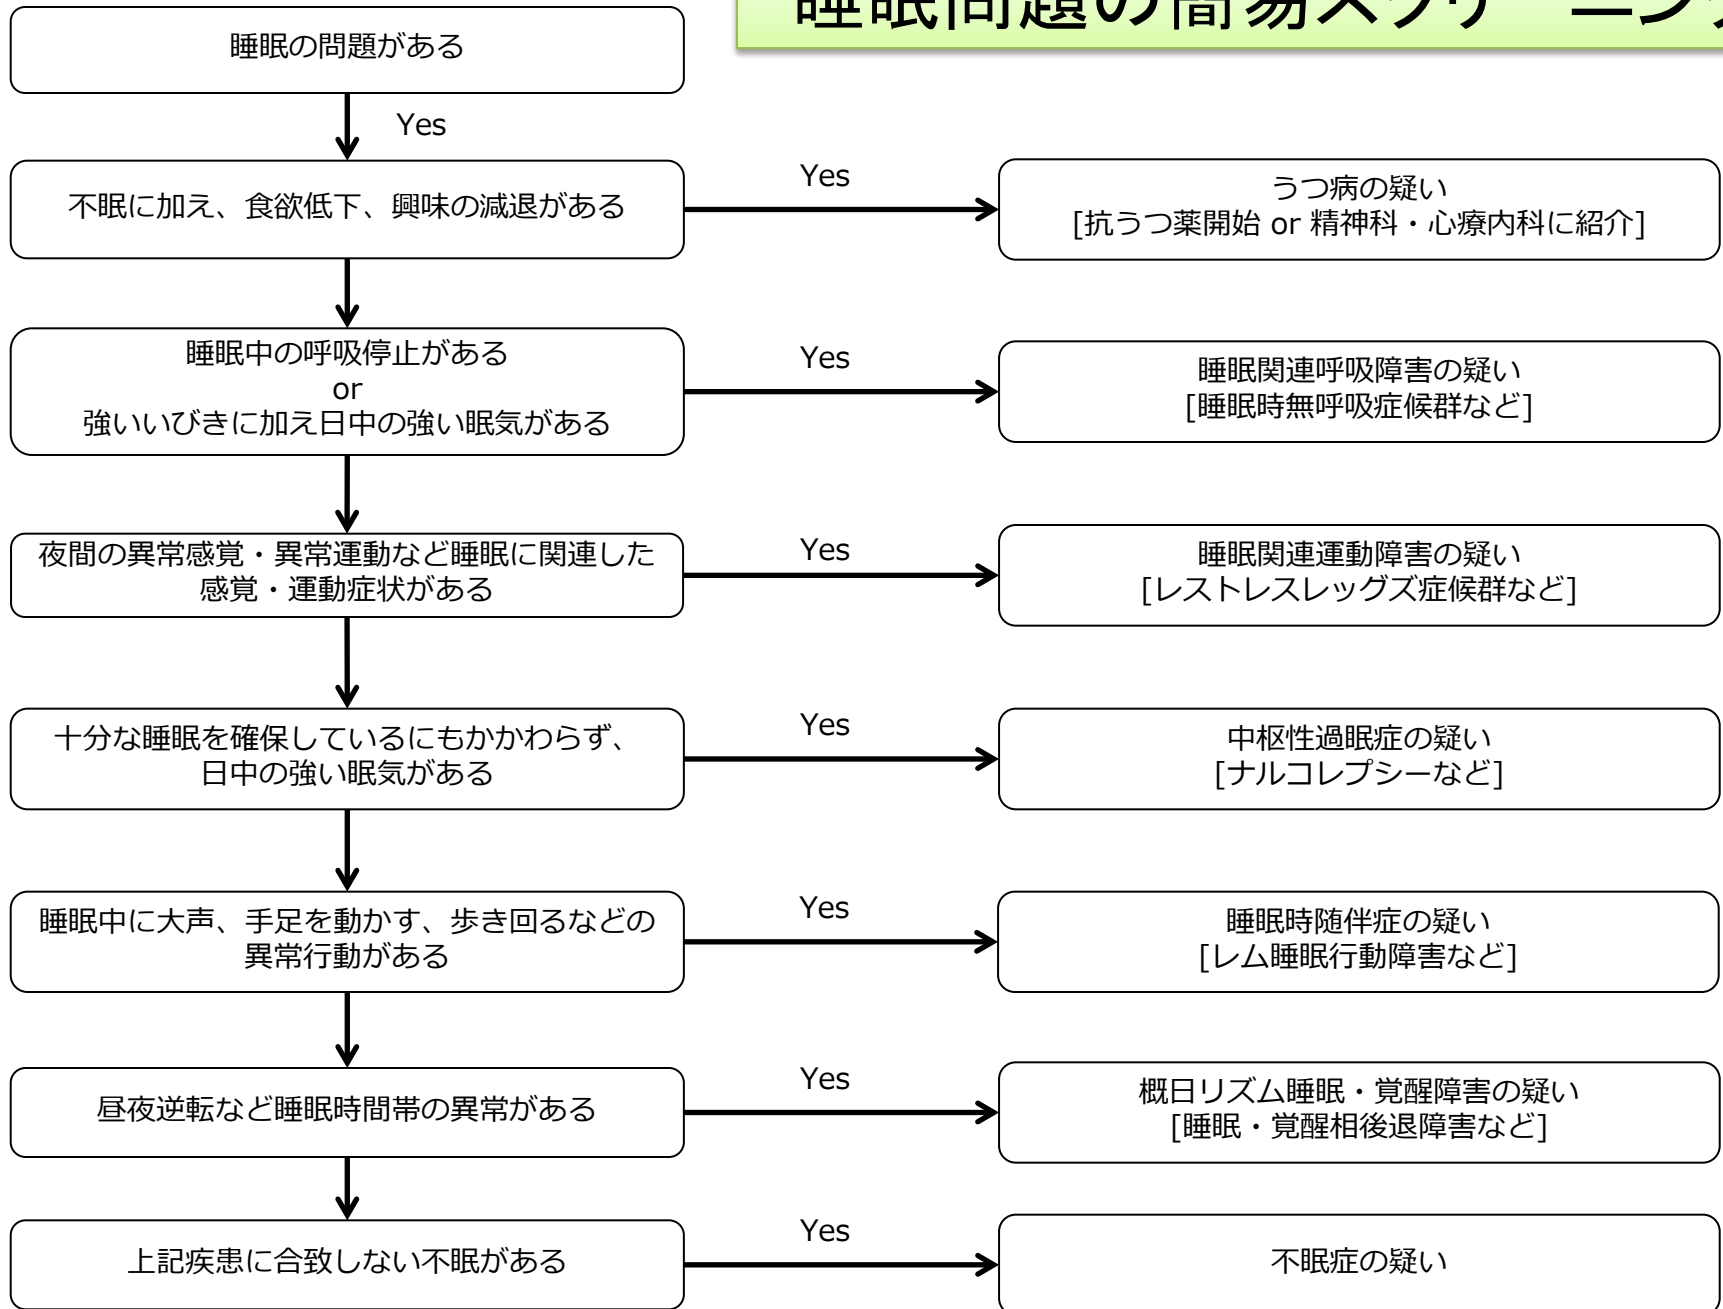 睡眠問題の簡易スクリーニング
睡眠の問題がある
Yes
不眠に加え、食欲低下、興味の減退がある
Yes
うつ病の疑い
[抗うつ薬開始 or 精神科・心療内科に紹介]
睡眠中の呼吸停止がある
or
強いいびきに加え日中の強い眠気がある
Yes
睡眠関連呼吸障害の疑い
[睡眠時無呼吸症候群など]
夜間の異常感覚・異常運動など睡眠に関連した
感覚・運動症状がある
Yes
睡眠関連運動障害の疑い
[レストレスレッグズ症候群など]
十分な睡眠を確保しているにもかかわらず、
日中の強い眠気がある
Yes
中枢性過眠症の疑い
[ナルコレプシーなど]
睡眠中に大声、手足を動かす、歩き回るなどの
異常行動がある
Yes
睡眠時随伴症の疑い
[レム睡眠行動障害など]
昼夜逆転など睡眠時間帯の異常がある
Yes
概日リズム睡眠・覚醒障害の疑い
[睡眠・覚醒相後退障害など]
上記疾患に合致しない不眠がある
Yes
不眠症の疑い